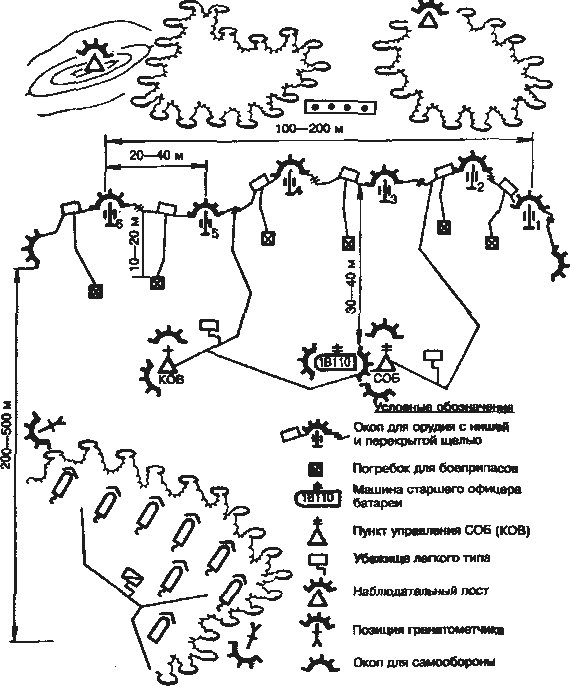 100—200 м
20—40 м
6
5
4
3
2
1
10—20 м
30—40 м
200—500 м
1В110
КОВ
СОБ
Условные обозначения
Окоп для орудия с нишей
и перекрытой щелью
Погребок для боеприпасов
1В110
Машина старшего офицера
батареи
Пункт управления СОБ (КОВ)
Убежище легкого типа
Наблюдательный пост
Позиция гранатометчика
Окоп для самообороны